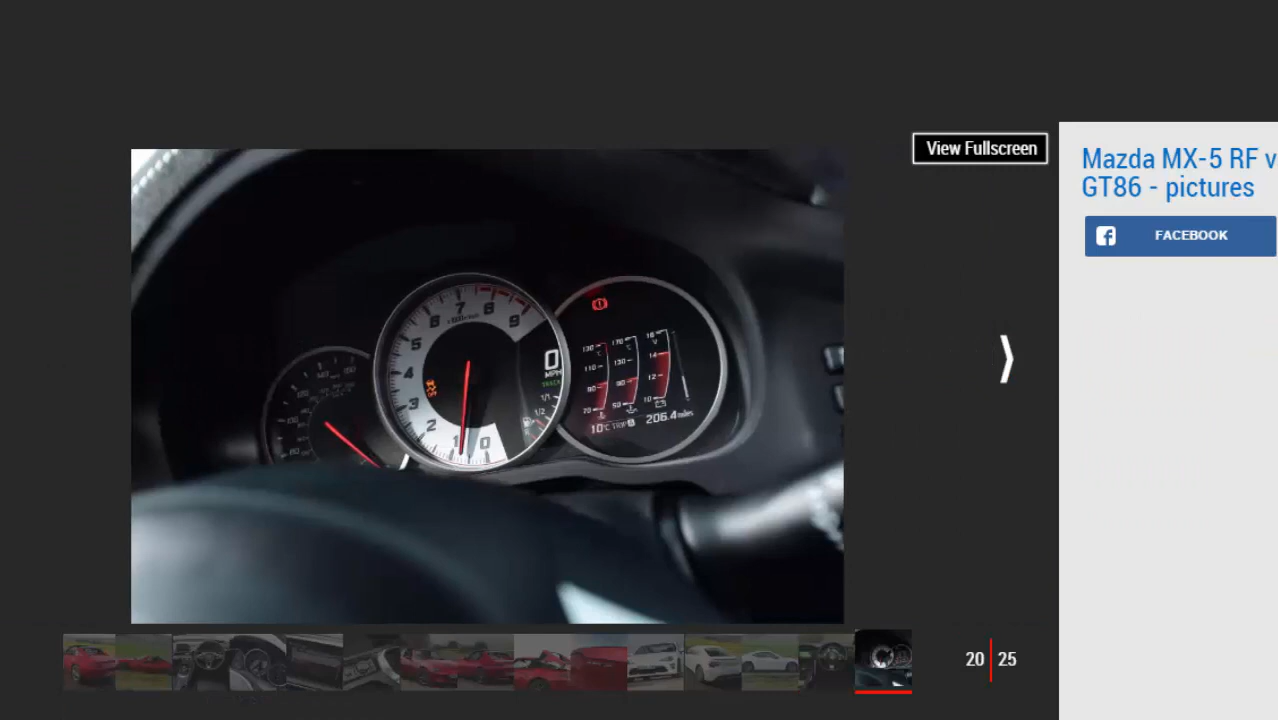 View Fullscreen
Mazda MX-5 RF v
GT86 - pictures
FACEBOOK
7 8
6 9
5
4
3
2
1 0
0
MPH
TRACK
1/1
1/2
130 170 16
°C °C V
110 130 14
90 90 12
70 50 10
10°C TRIP A 206.4 miles
20 25